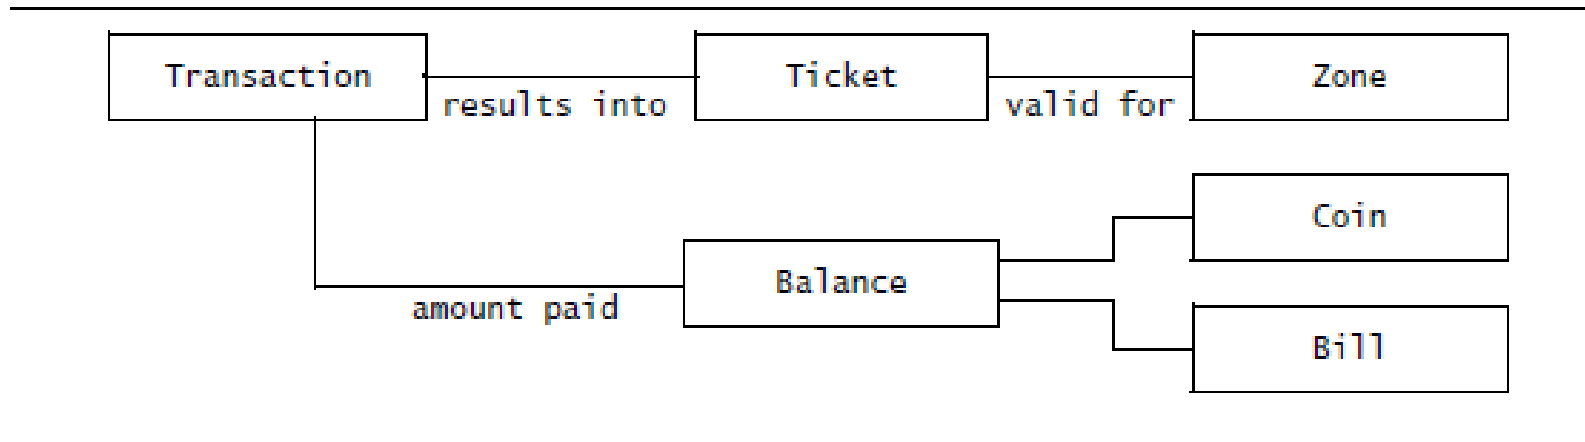 Transaction
results into
Ticket
valid for
Zone
Coin
Balance
amount paid
Bill